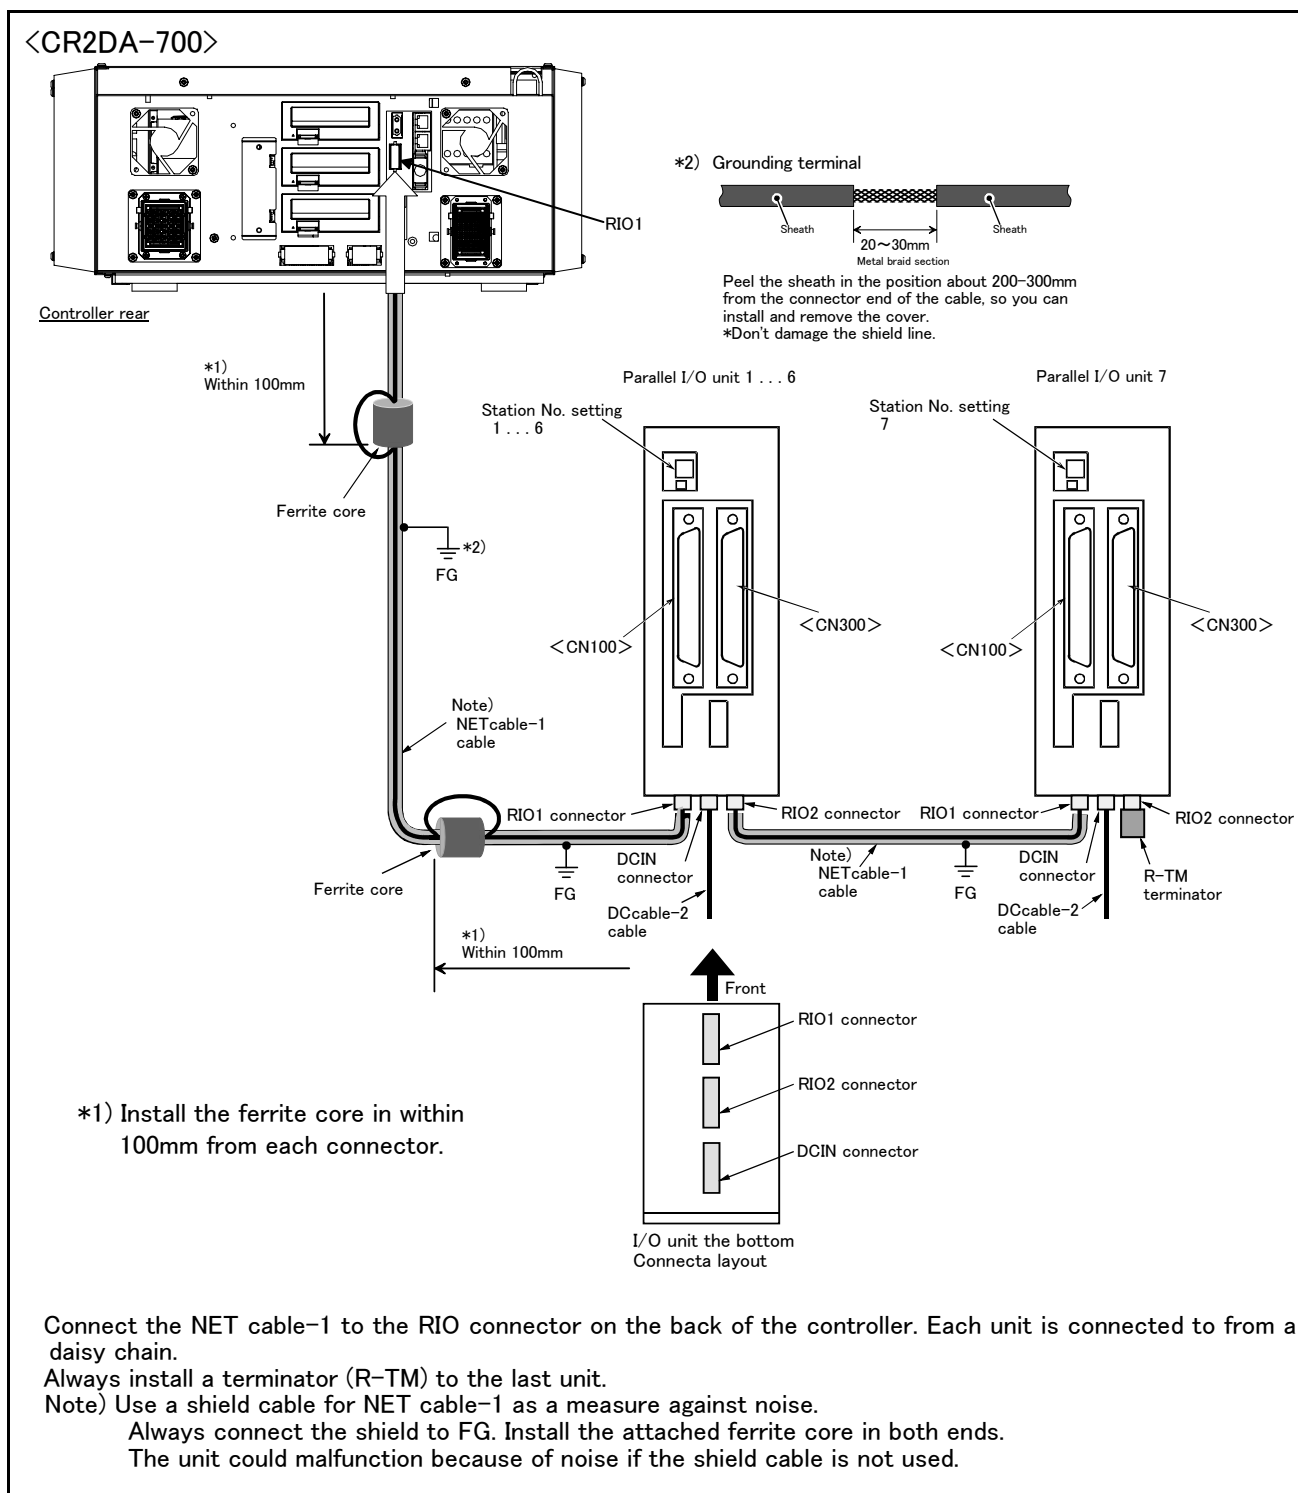 <CR2DA-700>
*2) Grounding terminal
RIO1
Sheath
Sheath
20～30mm
Metal braid section
Peel the sheath in the position about 200-300mm
from the connector end of the cable, so you can
install and remove the cover.
*Don't damage the shield line.
Controller rear
*1)
Within 100mm
Parallel I/O unit 1 . . . 6
Parallel I/O unit 7
Station No. setting
1 . . . 6
Station No. setting
7
Ferrite core
*2)
FG
<CN300>
<CN100>
<CN300>
<CN100>
Note)
NETcable-1
cable
RIO1 connector
RIO2 connector
RIO1 connector
RIO2 connector
Ferrite core
FG
DCIN
connector
Note)
NETcable-1
cable
FG
DCIN
connector
R-TM
terminator
DCcable-2
cable
DCcable-2
cable
*1)
Within 100mm
Front
RIO1 connector
RIO2 connector
DCIN connector
*1) Install the ferrite core in within
100mm from each connector.
I/O unit the bottom
Connecta layout
Connect the NET cable-1 to the RIO connector on the back of the controller. Each unit is connected to from a
daisy chain.
Always install a terminator (R-TM) to the last unit.
Note) Use a shield cable for NET cable-1 as a measure against noise.
Always connect the shield to FG. Install the attached ferrite core in both ends.
The unit could malfunction because of noise if the shield cable is not used.